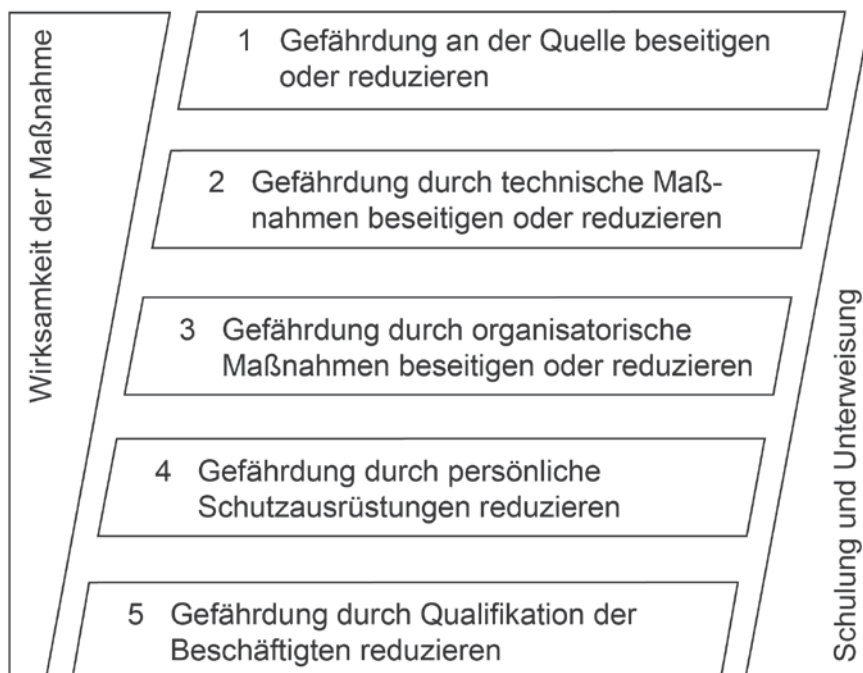 Wirksamkeit der Maßnahme
1 Gefährdung an der Quelle beseitigen
oder reduzieren
2 Gefährdung durch technische Maß-
nahmen beseitigen oder reduzieren
3 Gefährdung durch organisatorische
Maßnahmen beseitigen oder reduzieren
4 Gefährdung durch persönliche
Schutzausrüstungen reduzieren
5 Gefährdung durch Qualifikation der
Beschäftigten reduzieren
Schulung und Unterweisung